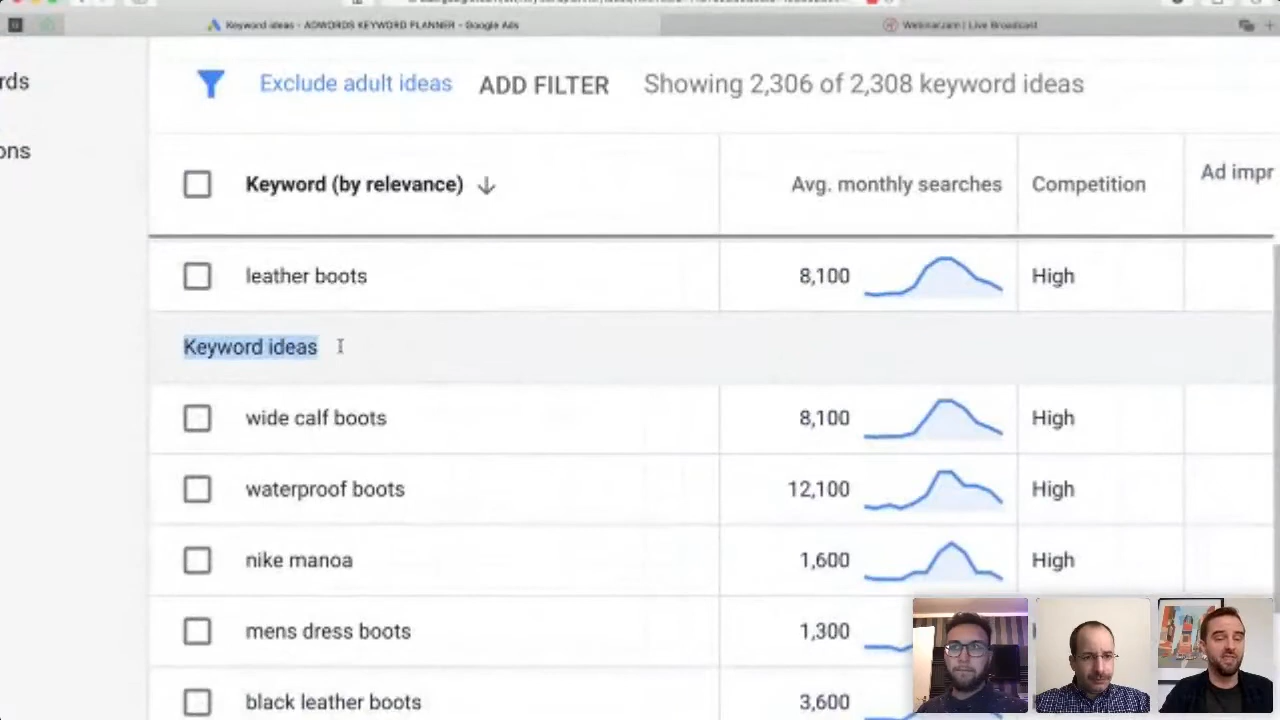 Keyword ideas - ADWORDS KEYWORD PLANNER - Google Ads
Webinarzam | Live Broadcast
rds
ons
Exclude adult ideas ADD FILTER Showing 2,306 of 2,308 keyword ideas
Keyword (by relevance) Avg. monthly searches Competition Ad impr
leather boots 8,100 High
Keyword ideas
wide calf boots 8,100 High
waterproof boots 12,100 High
nike manoa 1,600 High
mens dress boots 1,300
black leather boots 3,600